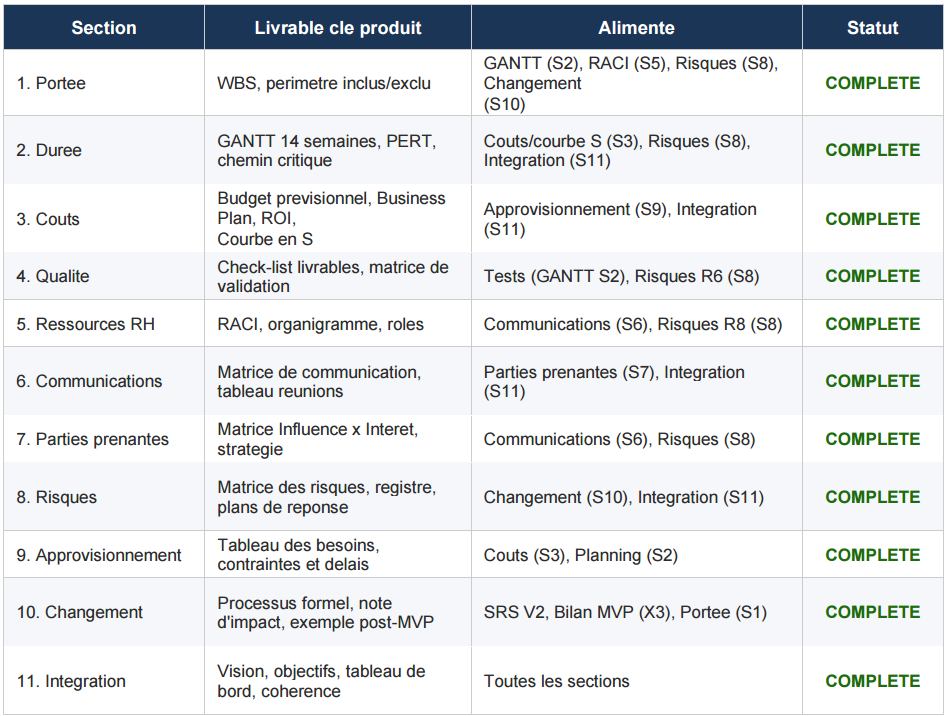 Section Livrable cle produit Alimente Statut
1. Portee
WBS, perimetre inclus/exclu
GANTT (S2), RACI (S5), Risques (S8),
Changement
(S10)
COMPLETE
2. Duree
GANTT 14 semaines, PERT,
chemin critique
Couts/courbe S (S3), Risques (S8),
Integration (S11)
COMPLETE
3. Couts
Budget previsionnel, Business
Plan, ROI,
Courbe en S
Approvisionnement (S9), Integration
(S11)
COMPLETE
4. Qualite
Check-list livrables, matrice de
validation
Tests (GANTT S2), Risques R6 (S8)
COMPLETE
5. Ressources RH
RACI, organigramme, roles
Communications (S6), Risques R8 (S8)
COMPLETE
6. Communications
Matrice de communication,
tableau reunions
Parties prenantes (S7), Integration
(S11)
COMPLETE
7. Parties prenantes
Matrice Influence x Interet,
strategie
Communications (S6), Risques (S8)
COMPLETE
8. Risques
Matrice des risques, registre,
plans de reponse
Changement (S10), Integration (S11)
COMPLETE
9. Approvisionnement
Tableau des besoins,
contraintes et delais
Couts (S3), Planning (S2)
COMPLETE
10. Changement
Processus formel, note
d'impact, exemple post-MVP
SRS V2, Bilan MVP (X3), Portee (S1)
COMPLETE
11. Integration
Vision, objectifs, tableau de
bord, coherence
Toutes les sections
COMPLETE